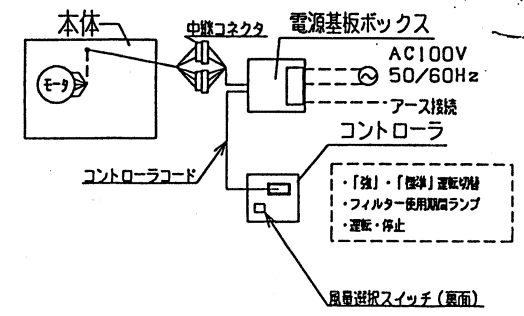 本体
中継コネクタ
電源基板ボックス
AC100V
50/60Hz
モータ
アース接続
コントローラ
コントローラコード
・「強」・「標準」運転切替
・フィルター使用期間ランプ
・運転・停止
風量選択スイッチ(裏面)